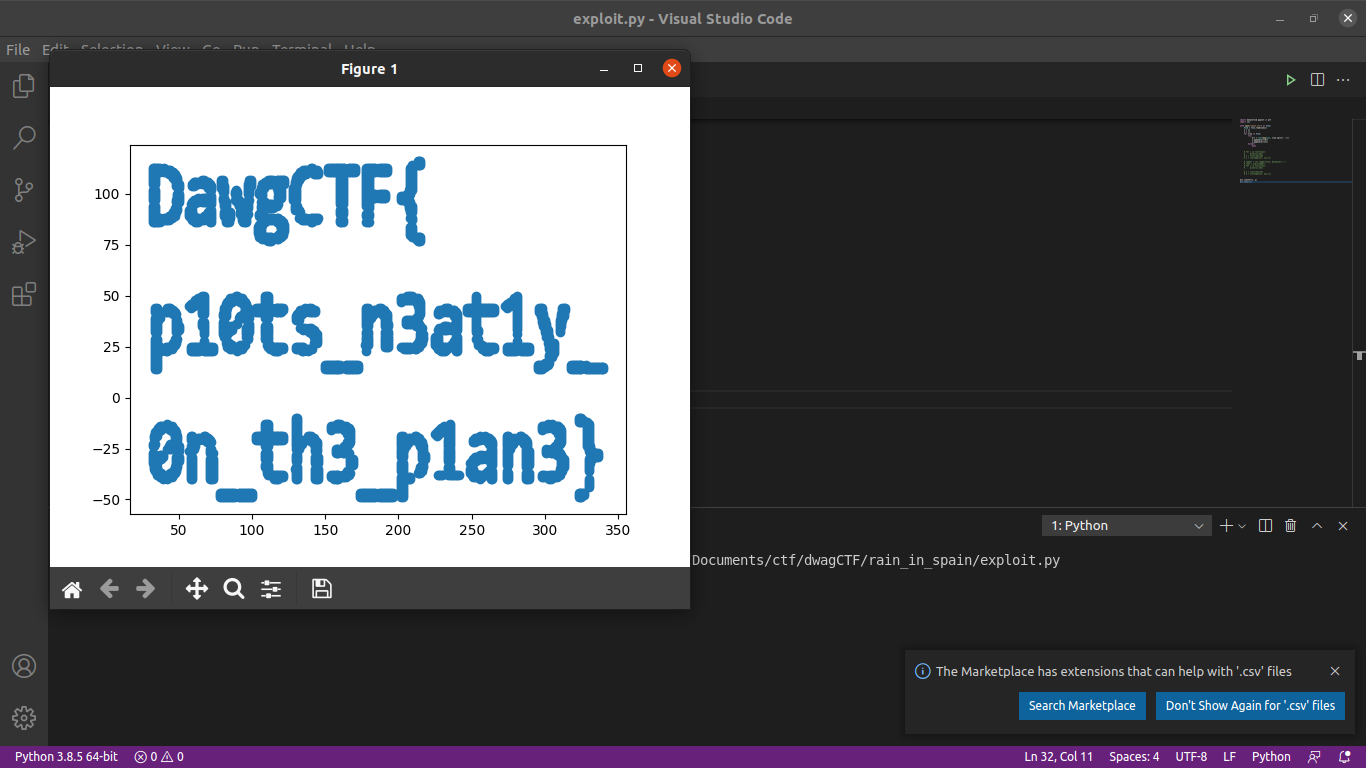 exploit.py - Visual Studio Code
File Edit Selection View Go Run Terminal Help
Figure 1
DawgCTF{
p10ts_n3at1y_
0n_th3_p1an3}
100
75
50
25
0
−25
−50
50 100 150 200 250 300 350
1: Python
Documents/ctf/dwagCTF/rain_in_spain/exploit.py
The Marketplace has extensions that can help with '.csv' files
Search Marketplace Don't Show Again for '.csv' files
Python 3.8.5 64-bit 0 0 Ln 32, Col 11 Spaces: 4 UTF-8 LF Python